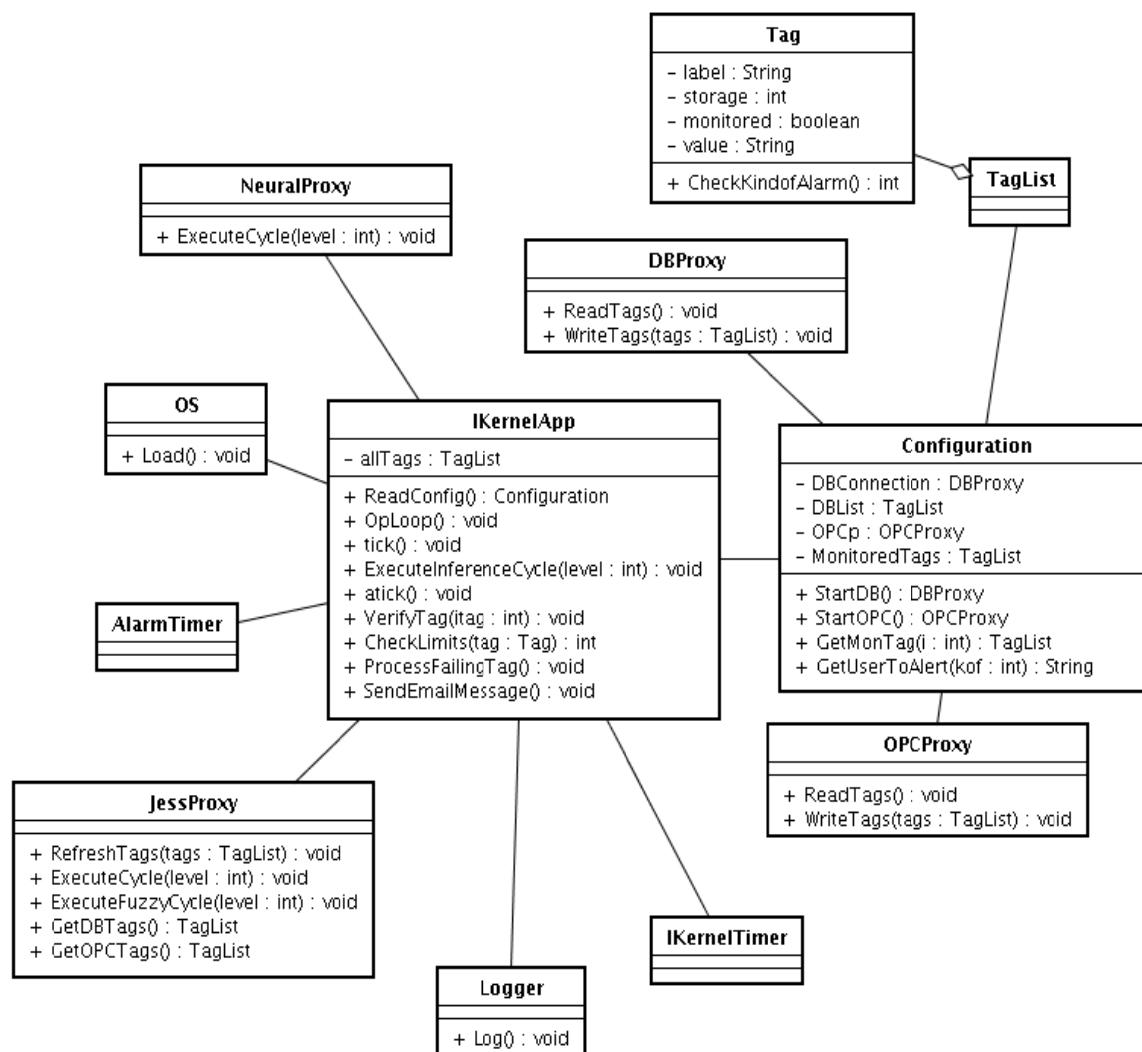 Tag
– label : String
– storage : int
– monitored : boolean
– value : String
+ CheckKindofAlarm() : int
TagList
NeuralProxy
+ ExecuteCycle(level : int) : void
DBProxy
+ ReadTags() : void
+ WriteTags(tags : TagList) : void
OS
+ Load() : void
IKernelApp
– allTags : TagList
+ ReadConfig() : Configuration
+ OpLoop() : void
+ tick() : void
+ ExecuteInferenceCycle(level : int) : void
+ atick() : void
+ VerifyTag(itag : int) : void
+ CheckLimits(tag : Tag) : int
+ ProcessFailingTag() : void
+ SendEmailMessage() : void
Configuration
– DBConnection : DBProxy
– DBList : TagList
– OPCp : OPCProxy
– MonitoredTags : TagList
+ StartDB() : DBProxy
+ StartOPC() : OPCProxy
+ GetMonTag(i : int) : TagList
+ GetUserToAlert(kof : int) : String
AlarmTimer
OPCProxy
+ ReadTags() : void
+ WriteTags(tags : TagList) : void
JessProxy
+ RefreshTags(tags : TagList) : void
+ ExecuteCycle(level : int) : void
+ ExecuteFuzzyCycle(level : int) : void
+ GetDBTags() : TagList
+ GetOPCTags() : TagList
IKernelTimer
Logger
+ Log() : void